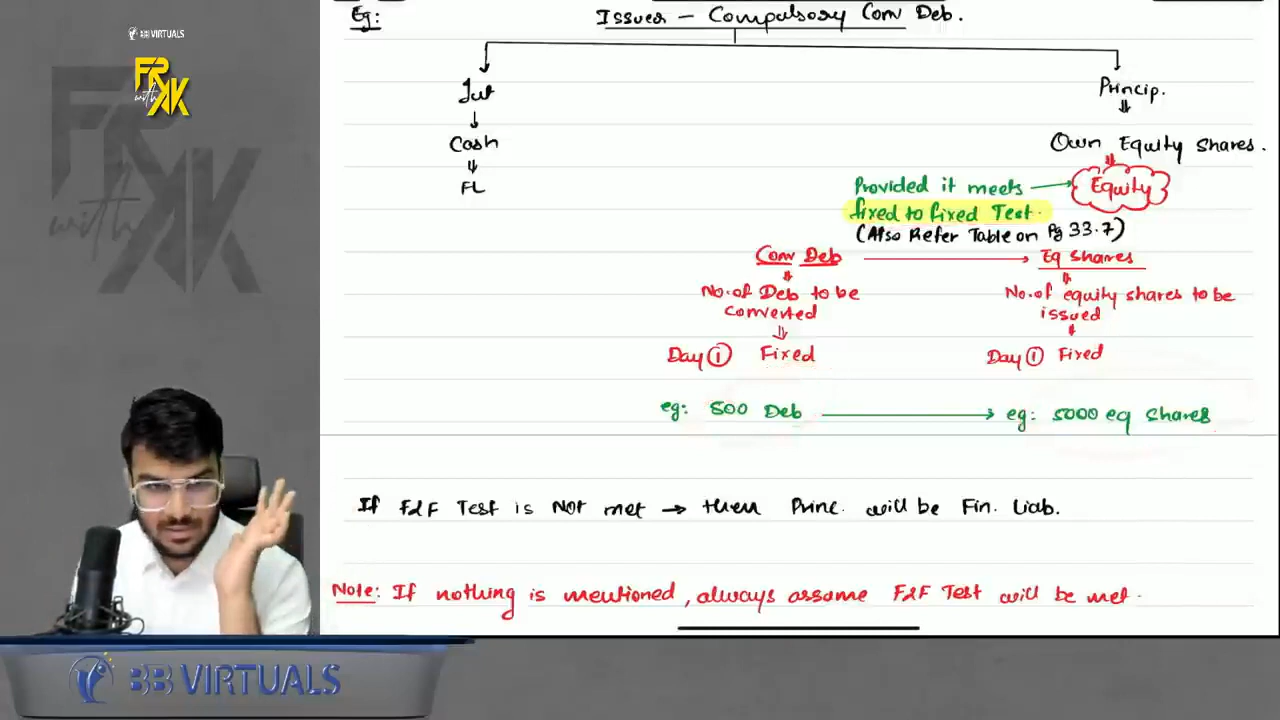 BB VIRTUALS
FR
with
AK
FR
with
AK
Eg: Issuer – Compulsory Conv Deb.
Int
Princip.
Cash
Own Equity Shares.
FL
Provided it meets
Equity
fixed to fixed Test.
(Also Refer Table on Pg 33.7)
Conv Deb
Eq Shares
No. of Deb to be
converted
No. of equity shares to be
issued
Day ① Fixed
Day ① Fixed
eg: 500 Deb
eg: 5000 eq Shares
If F2F Test is Not met → then Princ. will be Fin. Liab.
Note: If nothing is mentioned, always assume F2F Test will be met.
BB VIRTUALS